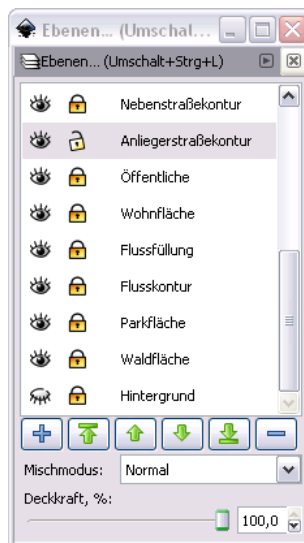 Ebenen... (Umschal...
Ebenen... (Umschalt+Strg+L)
Nebenstraßekontur
Anliegerstraßekontur
Öffentliche
Wohnfläche
Flussfüllung
Flusskontur
Parkfläche
Waldfläche
Hintergrund
Mischmodus: Normal
Deckkraft, %:
100,0